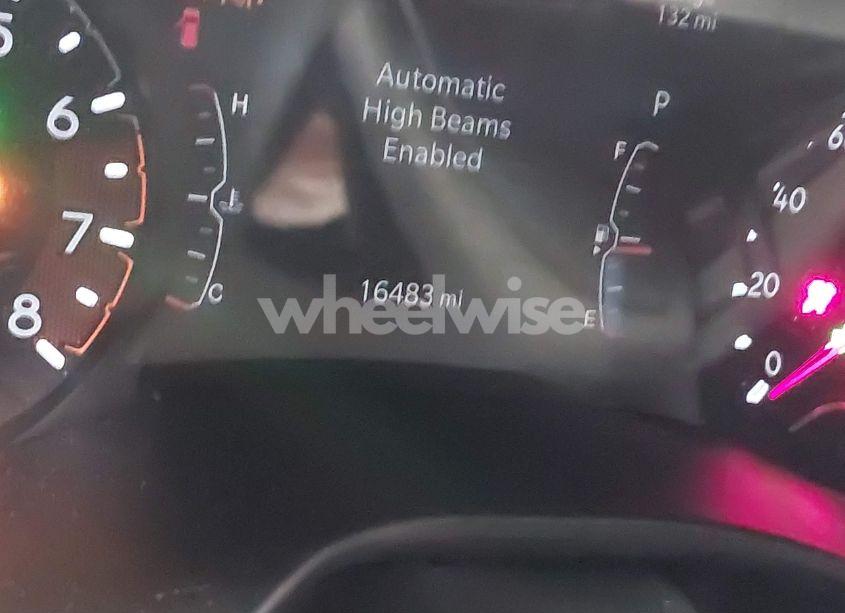 132 mi
5
6
7
8
H
C
Automatic
High Beams
Enabled
P
F
E
16483 mi
wheelwise
40
20
0